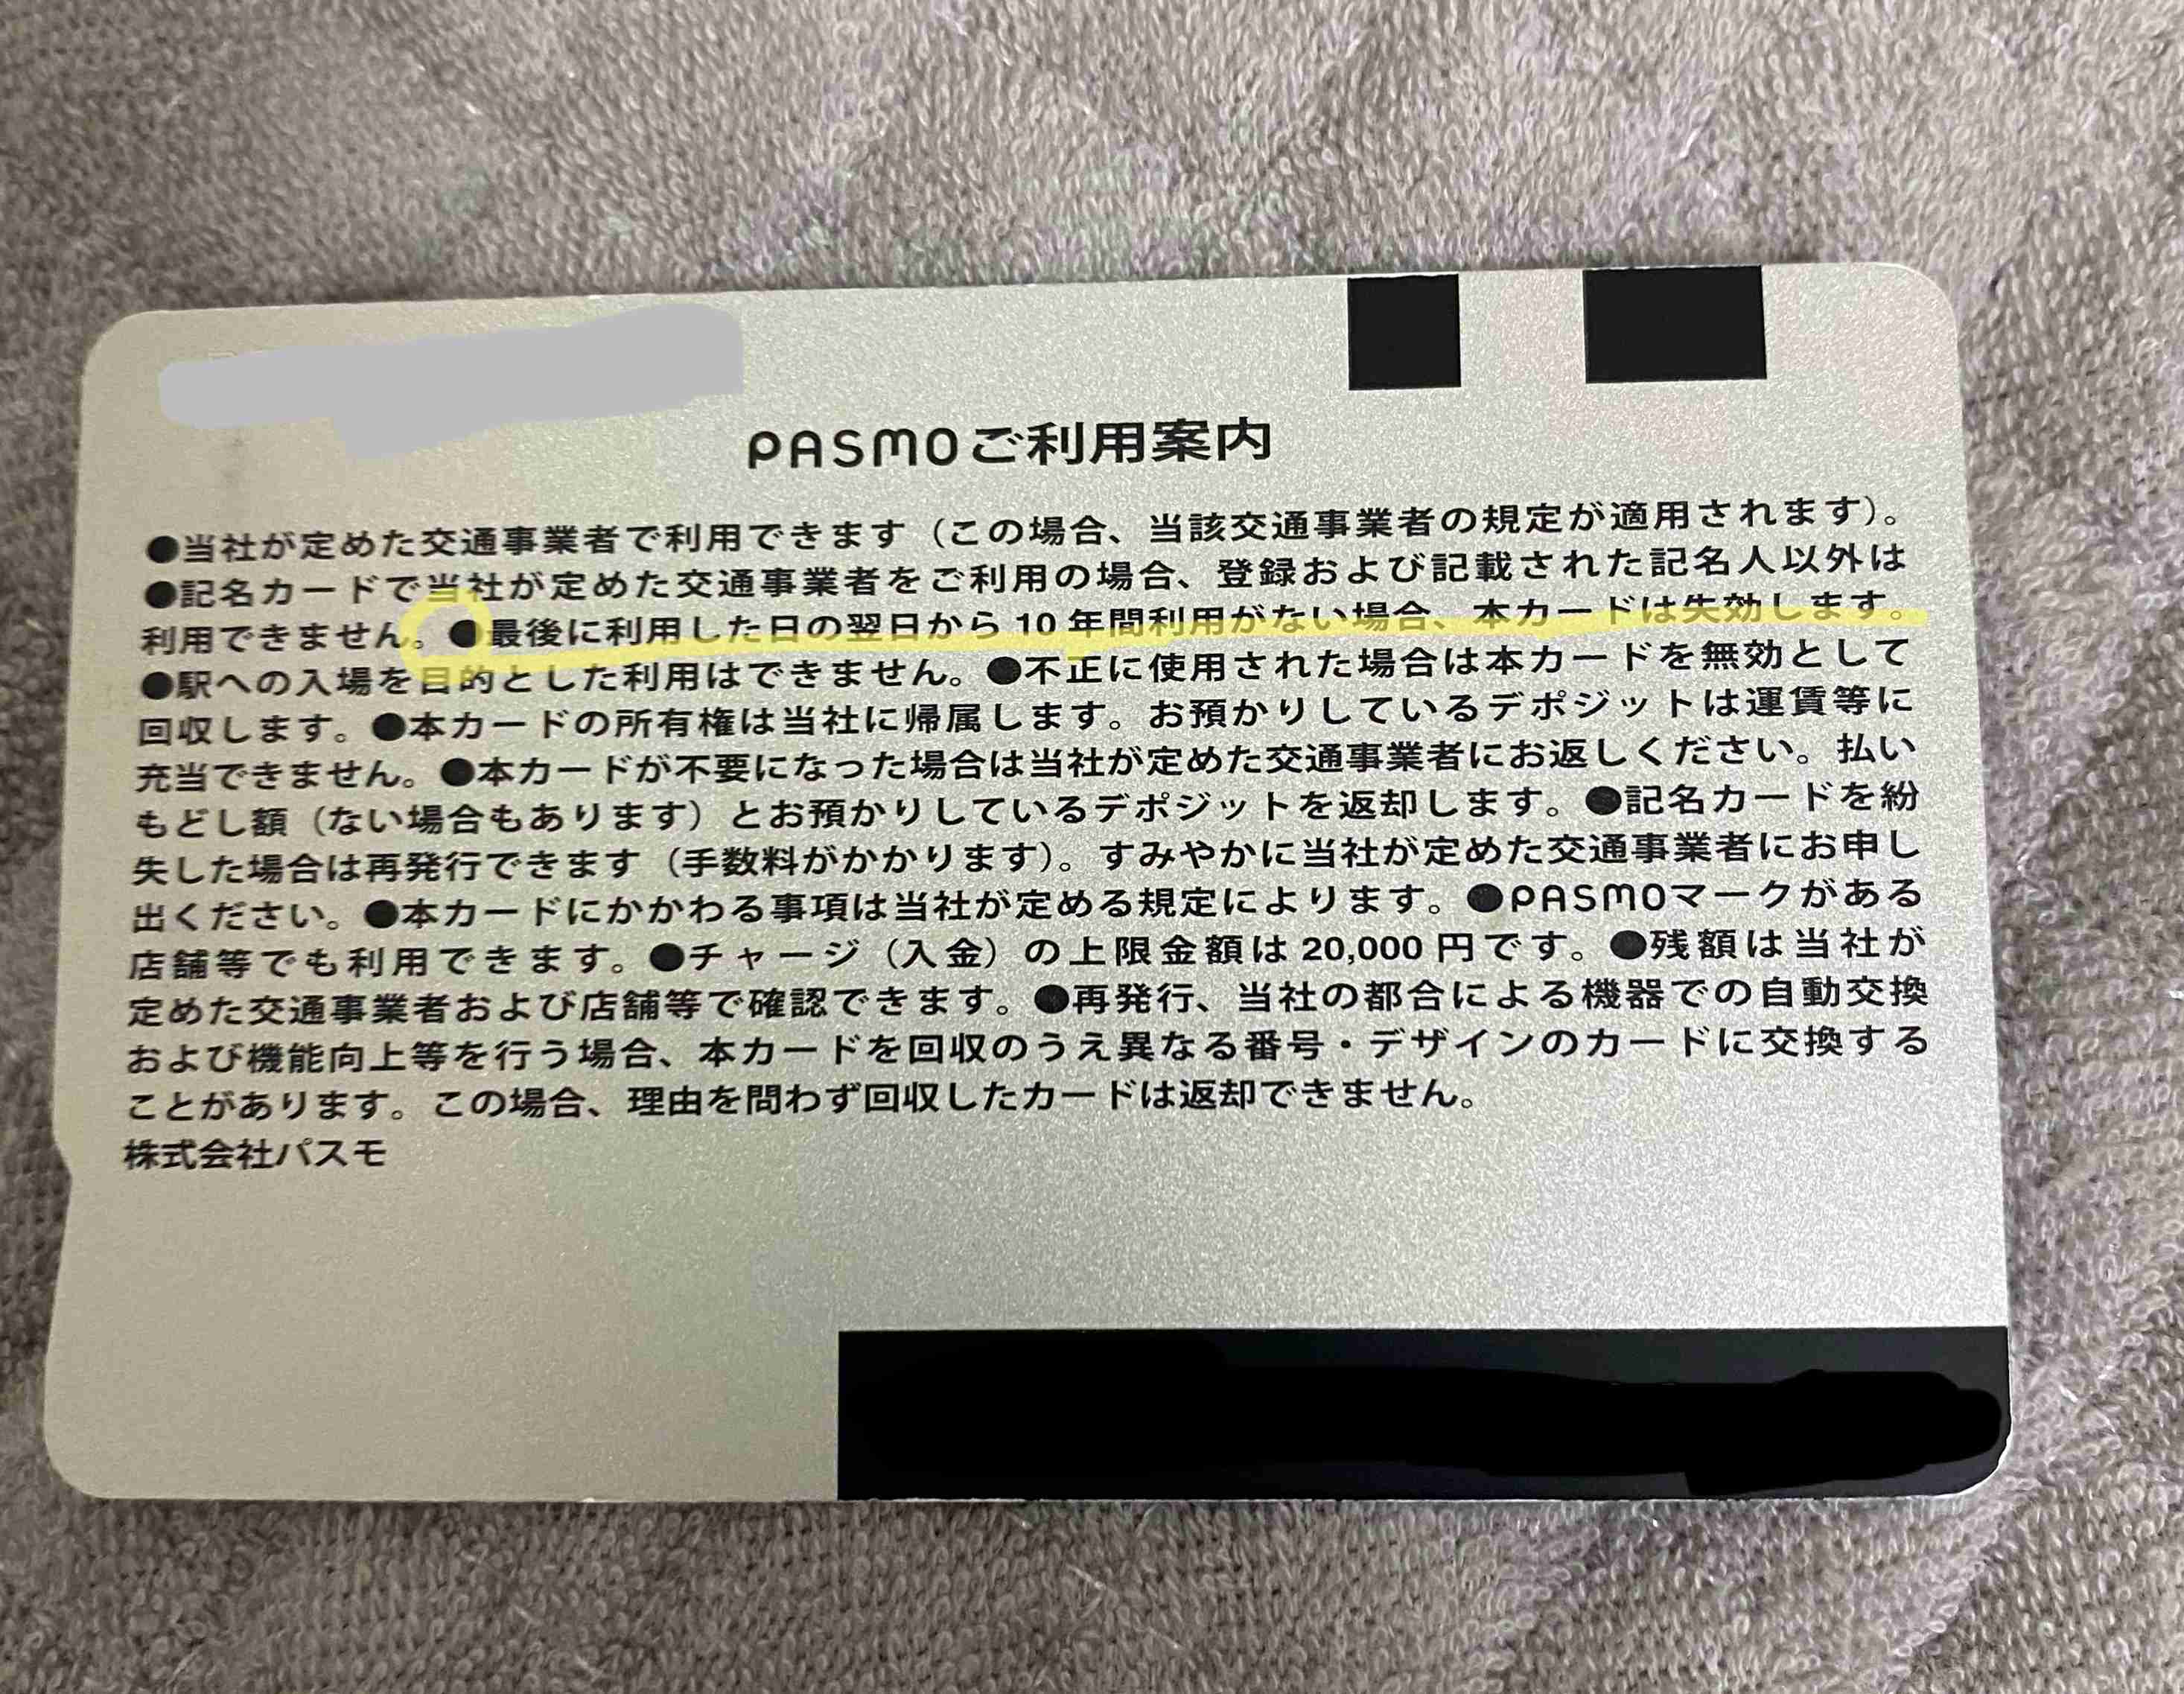 PASMOご利用案内
●当社が定めた交通事業者で利用できます（この場合、当該交通事業者の規定が適用されます）。
●記名カードで当社が定めた交通事業者をご利用の場合、登録および記載された記名人以外は
利用できません。●最後に利用した日の翌日から10年間利用がない場合、本カードは失効します。
●駅への入場を目的とした利用はできません。●不正に使用された場合は本カードを無効として
回収します。●本カードの所有権は当社に帰属します。お預かりしているデポジットは運賃等に
充当できません。●本カードが不要になった場合は当社が定めた交通事業者にお返しください。払い
もどし額（ない場合もあります）とお預かりしているデポジットを返却します。●記名カードを紛
失した場合は再発行できます（手数料がかかります）。すみやかに当社が定めた交通事業者にお申し
出ください。●本カードにかかわる事項は当社が定める規定によります。●PASMOマークがある
店舗等でも利用できます。●チャージ（入金）の上限金額は20,000円です。●残額は当社が
定めた交通事業者および店舗等で確認できます。●再発行、当社の都合による機器での自動交換
および機能向上等を行う場合、本カードを回収のうえ異なる番号・デザインのカードに交換する
ことがあります。この場合、理由を問わず回収したカードは返却できません。
株式会社パスモ